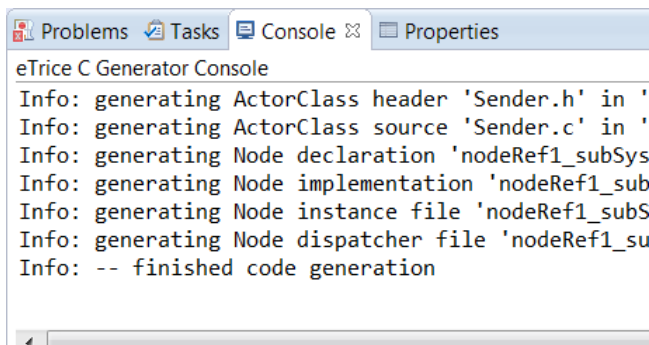 Problems Tasks Console Properties
eTrice C Generator Console
Info: generating ActorClass header 'Sender.h' in '
Info: generating ActorClass source 'Sender.c' in '
Info: generating Node declaration 'nodeRef1_subSys
Info: generating Node implementation 'nodeRef1_sub
Info: generating Node instance file 'nodeRef1_subS
Info: generating Node dispatcher file 'nodeRef1_su
Info: -- finished code generation